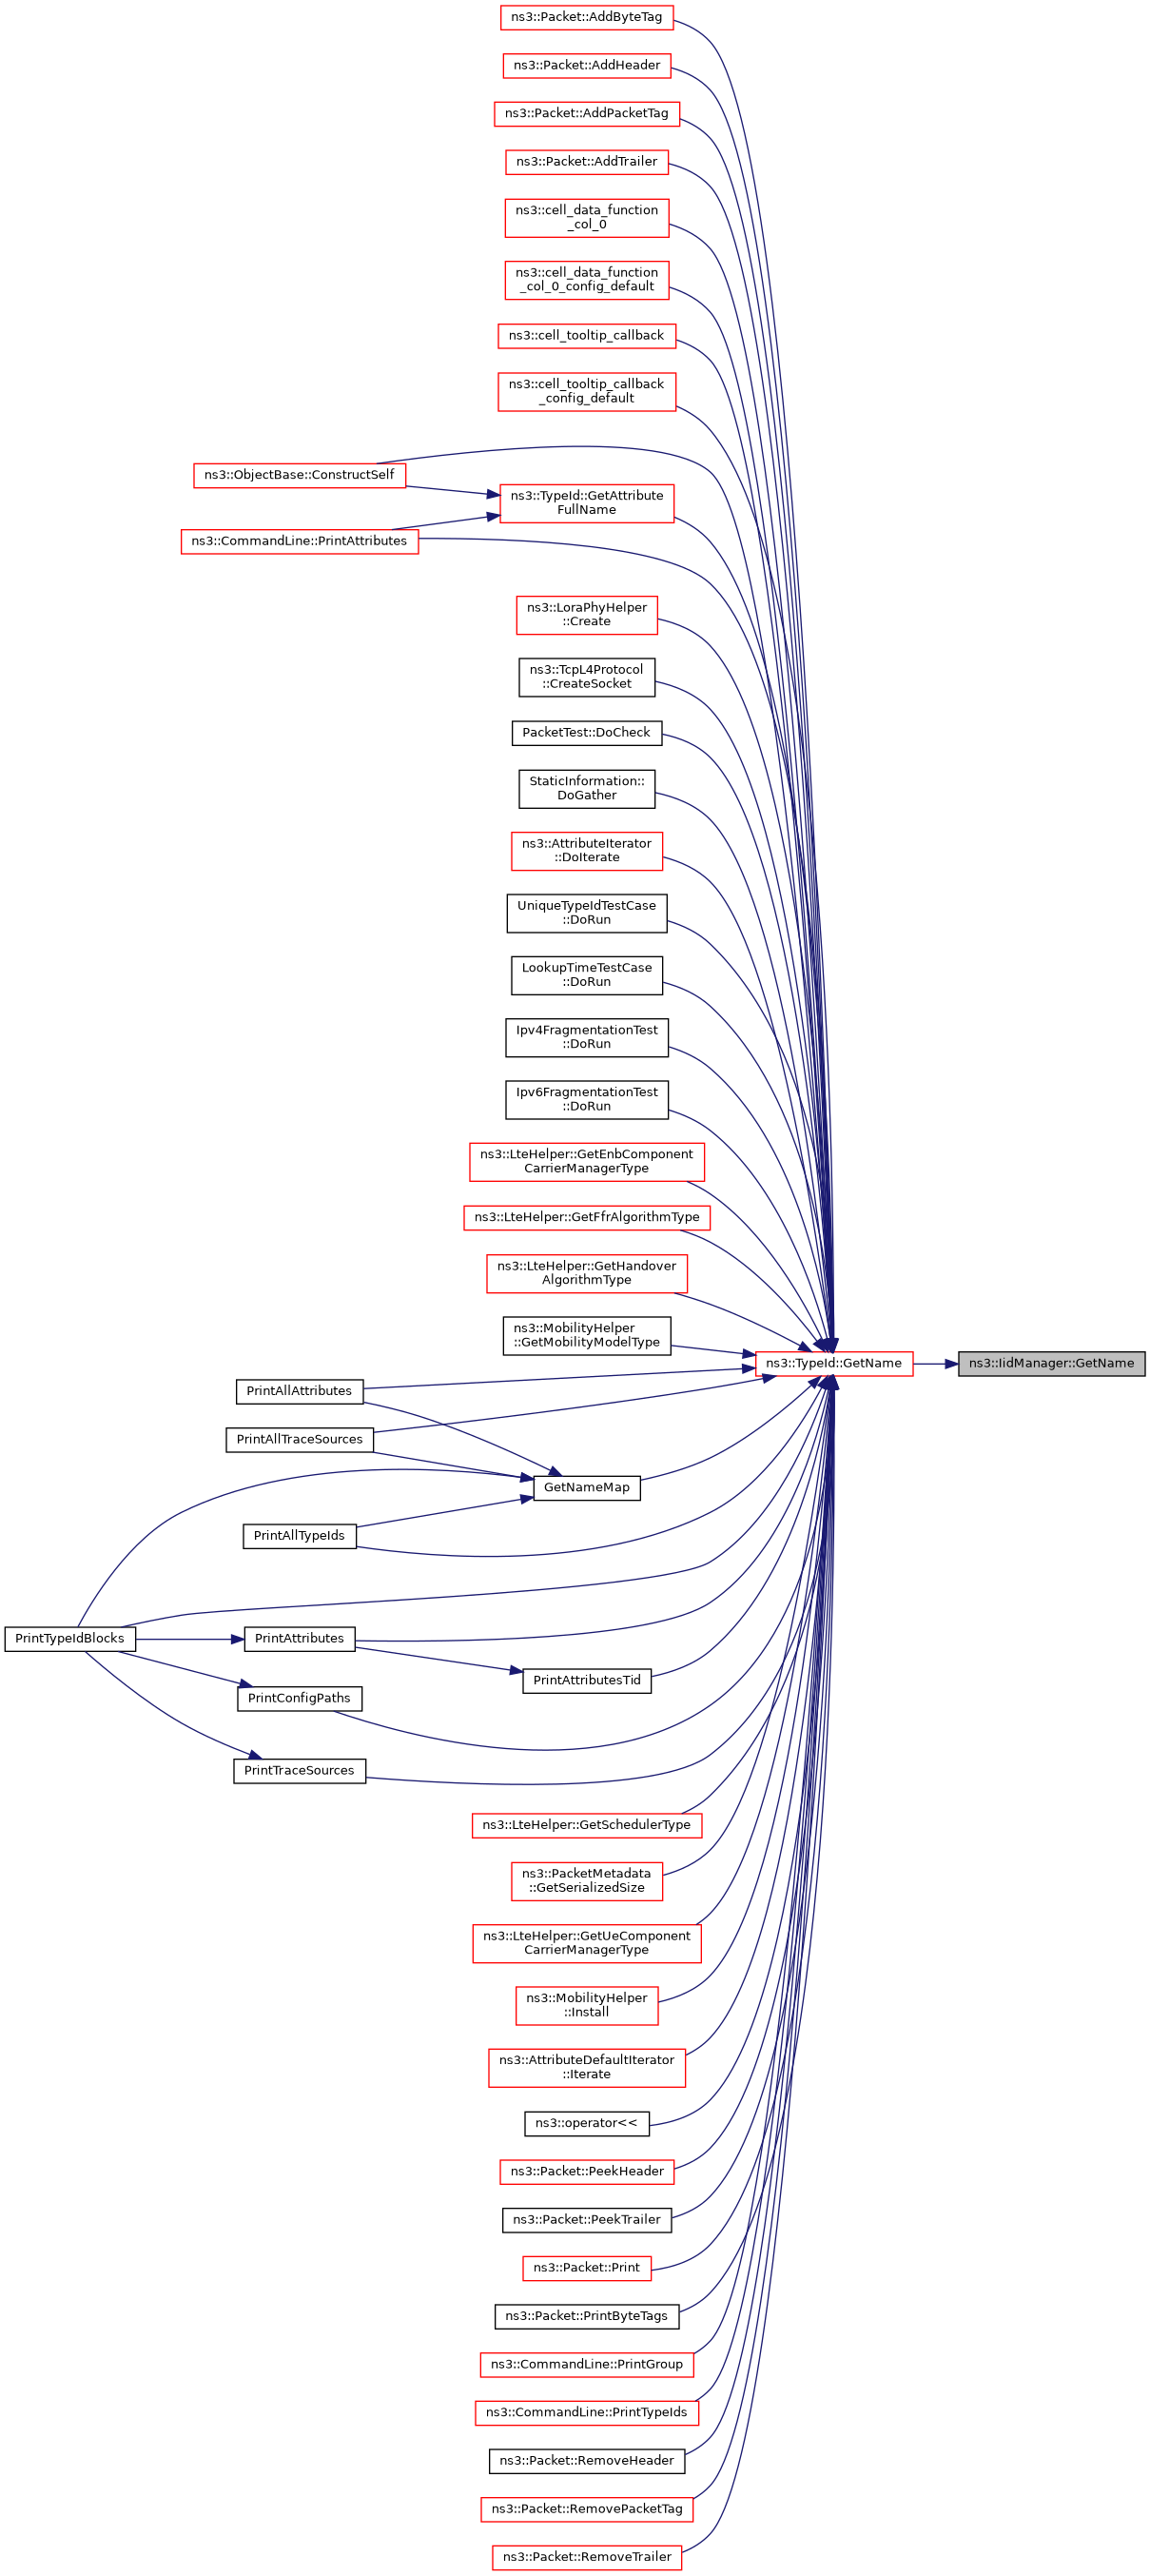 ns3::Packet::AddByteTag
ns3::Packet::AddHeader
ns3::Packet::AddPacketTag
ns3::Packet::AddTrailer
ns3::cell_data_function
_col_0
ns3::cell_data_function
_col_0_config_default
ns3::cell_tooltip_callback
ns3::cell_tooltip_callback
_config_default
ns3::ObjectBase::ConstructSelf
ns3::TypeId::GetAttribute
FullName
ns3::CommandLine::PrintAttributes
ns3::LoraPhyHelper
::Create
ns3::TcpL4Protocol
::CreateSocket
PacketTest::DoCheck
StaticInformation::
DoGather
ns3::AttributeIterator
::DoIterate
UniqueTypeIdTestCase
::DoRun
LookupTimeTestCase
::DoRun
Ipv4FragmentationTest
::DoRun
Ipv6FragmentationTest
::DoRun
ns3::LteHelper::GetEnbComponent
CarrierManagerType
ns3::LteHelper::GetFfrAlgorithmType
ns3::LteHelper::GetHandover
AlgorithmType
ns3::MobilityHelper
::GetMobilityModelType
ns3::TypeId::GetName
ns3::IidManager::GetName
PrintAllAttributes
PrintAllTraceSources
GetNameMap
PrintAllTypeIds
PrintTypeIdBlocks
PrintAttributes
PrintAttributesTid
PrintConfigPaths
PrintTraceSources
ns3::LteHelper::GetSchedulerType
ns3::PacketMetadata
::GetSerializedSize
ns3::LteHelper::GetUeComponent
CarrierManagerType
ns3::MobilityHelper
::Install
ns3::AttributeDefaultIterator
::Iterate
ns3::operator<<
ns3::Packet::PeekHeader
ns3::Packet::PeekTrailer
ns3::Packet::Print
ns3::Packet::PrintByteTags
ns3::CommandLine::PrintGroup
ns3::CommandLine::PrintTypeIds
ns3::Packet::RemoveHeader
ns3::Packet::RemovePacketTag
ns3::Packet::RemoveTrailer